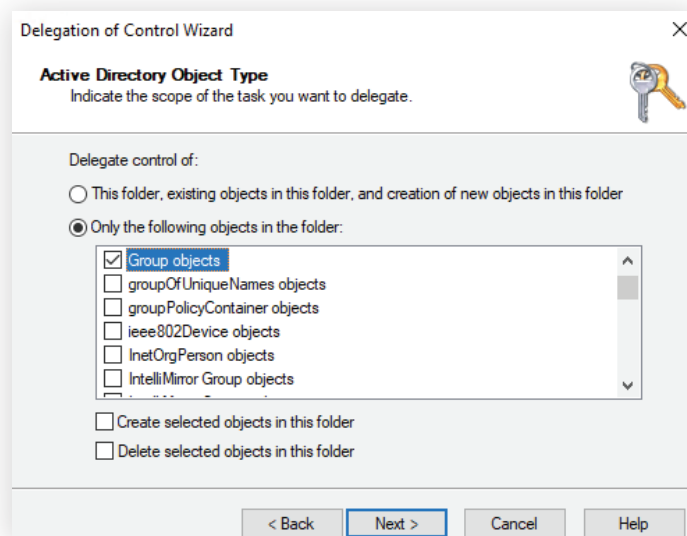 Delegation of Control Wizard
Active Directory Object Type
Indicate the scope of the task you want to delegate.
Delegate control of:
This folder, existing objects in this folder, and creation of new objects in this folder
Only the following objects in the folder:
Group objects
groupOfUniqueNames objects
groupPolicyContainer objects
ieee802Device objects
InetOrgPerson objects
IntelliMirror Group objects
Create selected objects in this folder
Delete selected objects in this folder
< Back Next > Cancel Help